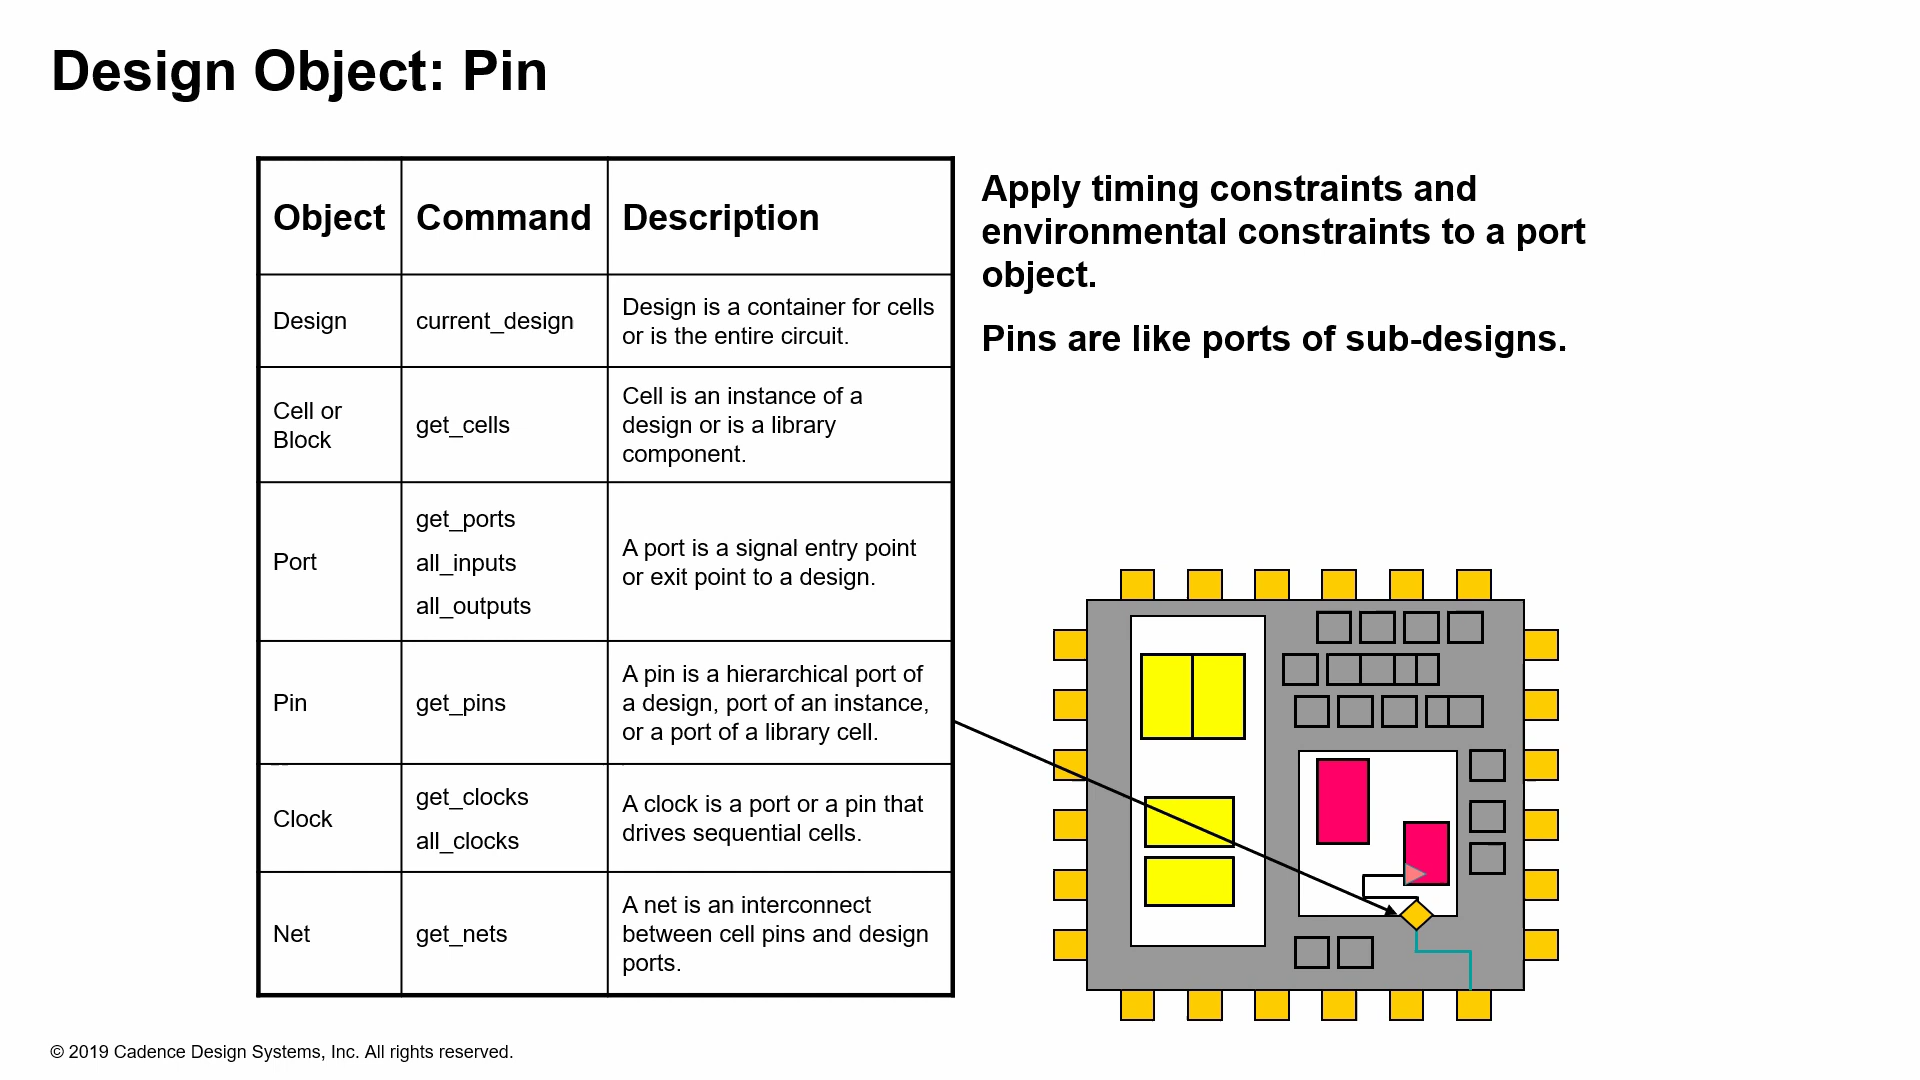 Design Object: Pin
Object Command Description
Design
current_design
Design is a container for cells
or is the entire circuit.
Cell or
Block
get_cells
Cell is an instance of a
design or is a library
component.
Port
get_ports
all_inputs
all_outputs
A port is a signal entry point
or exit point to a design.
Pin
get_pins
A pin is a hierarchical port of
a design, port of an instance,
or a port of a library cell.
Clock
get_clocks
all_clocks
A clock is a port or a pin that
drives sequential cells.
Net
get_nets
A net is an interconnect
between cell pins and design
ports.
Apply timing constraints and
environmental constraints to a port
object.
Pins are like ports of sub-designs.
© 2019 Cadence Design Systems, Inc. All rights reserved.